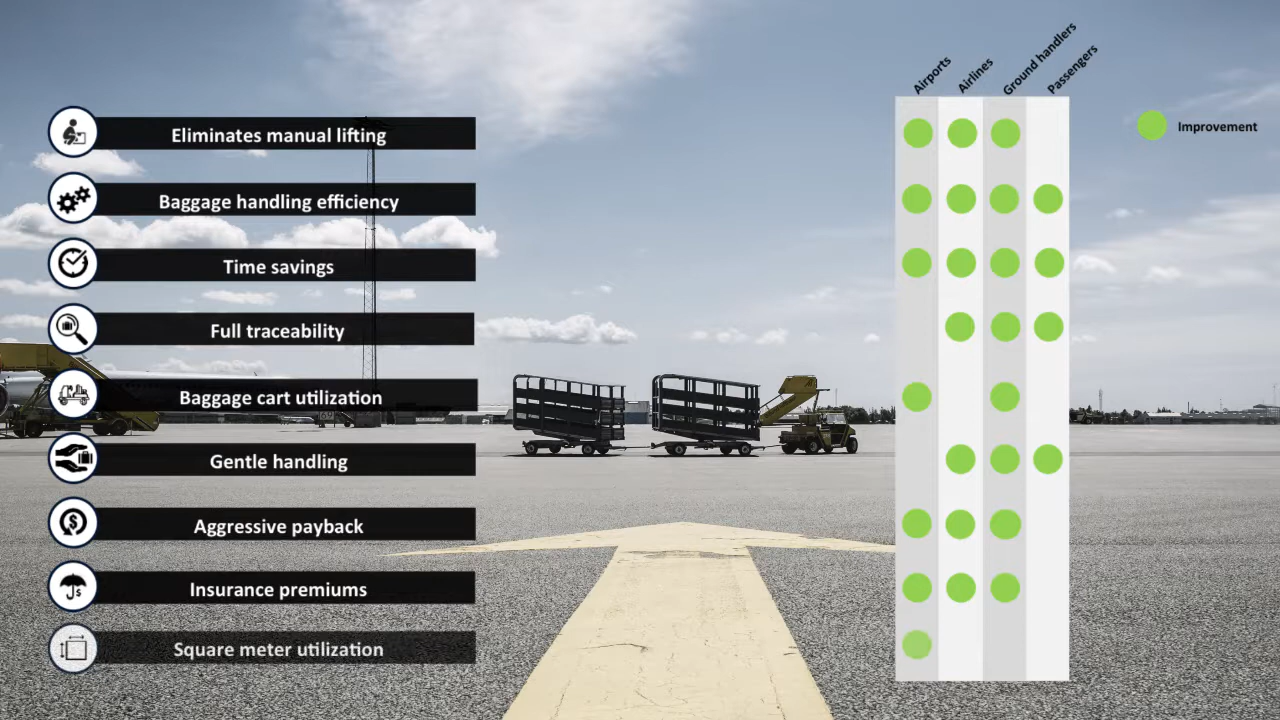 Airports
Airlines
Ground handlers
Passengers
Improvement
Eliminates manual lifting
Baggage handling efficiency
Time savings
Full traceability
Baggage cart utilization
Gentle handling
Aggressive payback
Insurance premiums
Square meter utilization